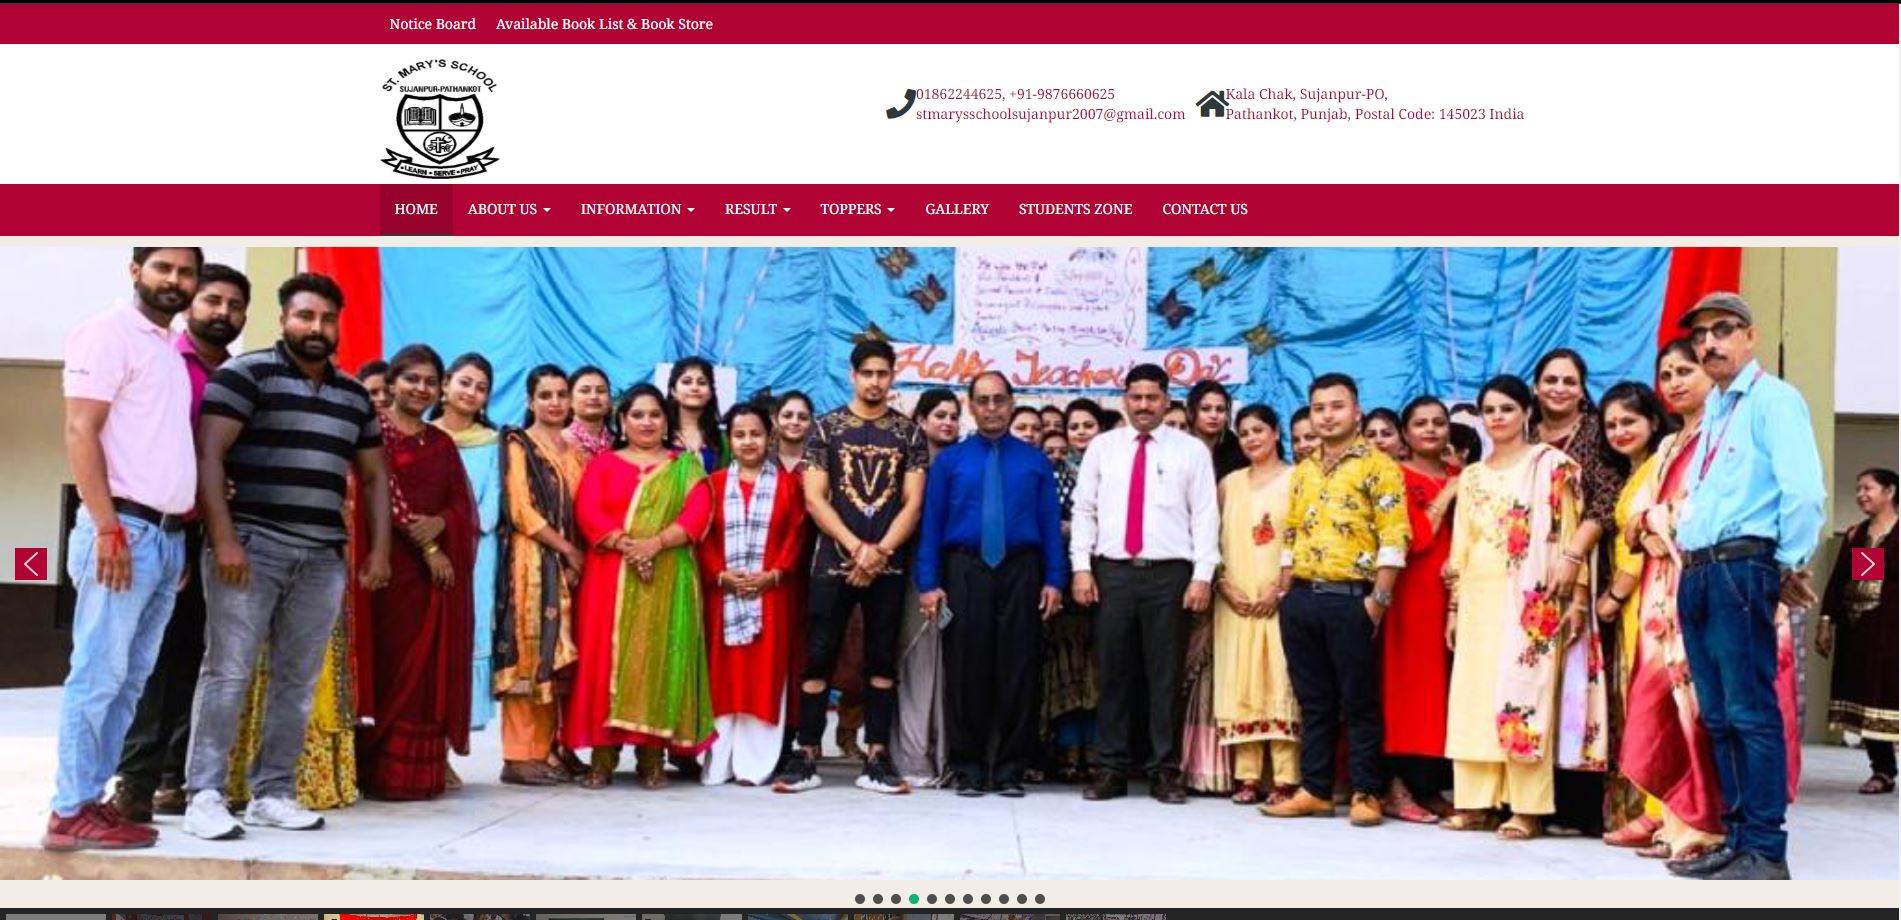 Notice Board
Available Book List & Book Store
ST. MARY'S SCHOOL
SUJANPUR-PATHANKOT
LEARN • SERVE • PRAY
01862244625, +91-9876660625
stmarysschoolsujanpur2007@gmail.com
Kala Chak, Sujanpur-PO,
Pathankot, Punjab, Postal Code: 145023 India
HOME
ABOUT US
INFORMATION
RESULT
TOPPERS
GALLERY
STUDENTS ZONE
CONTACT US
Happy Teacher's Day
V